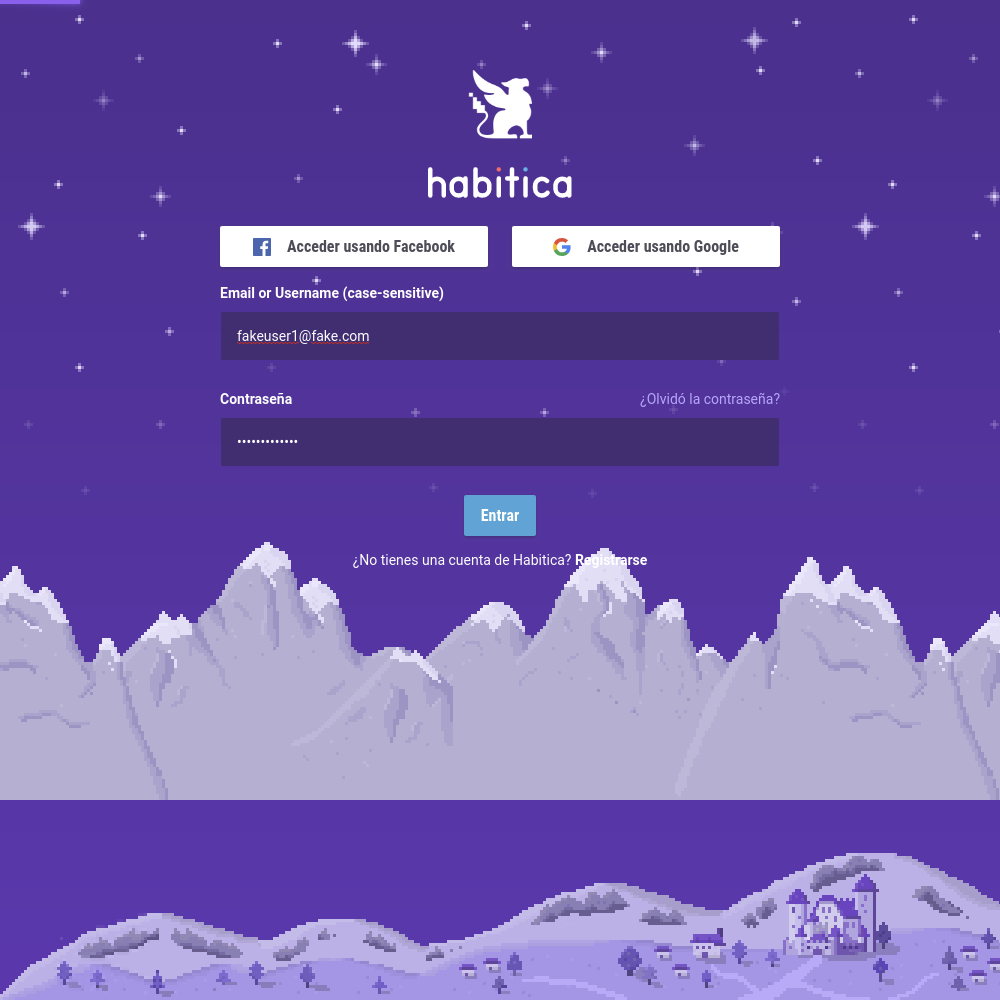 habitica
Acceder usando Facebook
Acceder usando Google
Email or Username (case-sensitive)
fakeuser1@fake.com
Contraseña
¿Olvidó la contraseña?
•••••••••••••
Entrar
¿No tienes una cuenta de Habitica? Registrarse